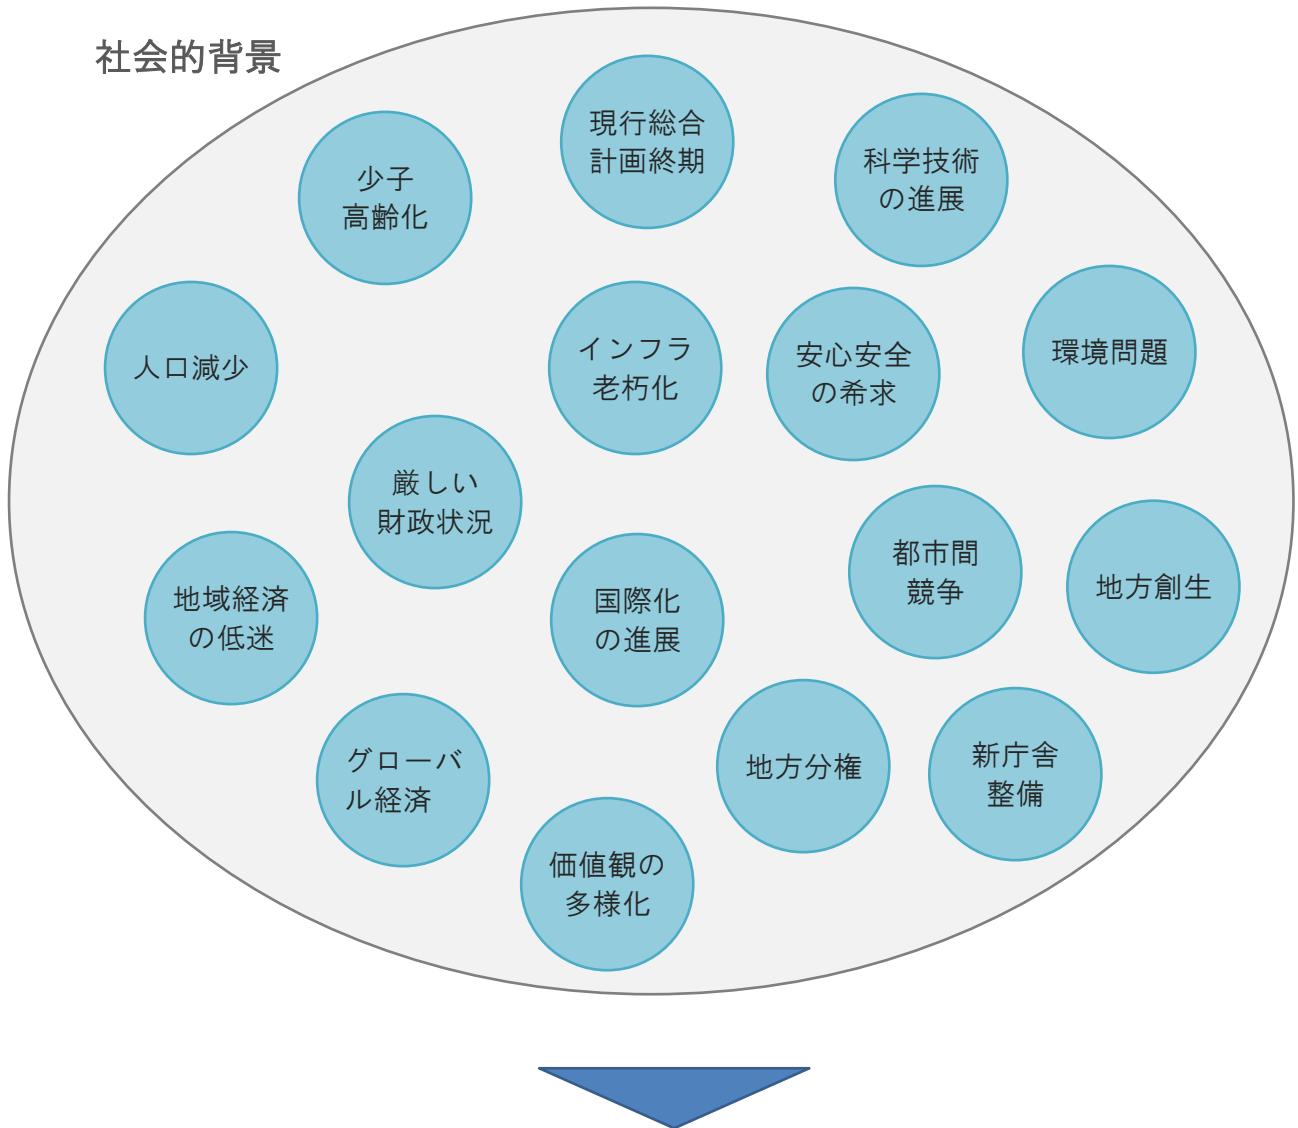 社会的背景
現行総合
計画終期
科学技術
の進展
少子
高齢化
環境問題
人口減少
インフラ
老朽化
安心安全
の希求
厳しい
財政状況
都市間
競争
地方創生
地域経済
の低迷
国際化
の進展
グローバ
ル経済
地方分権
新庁舎
整備
価値観の
多様化